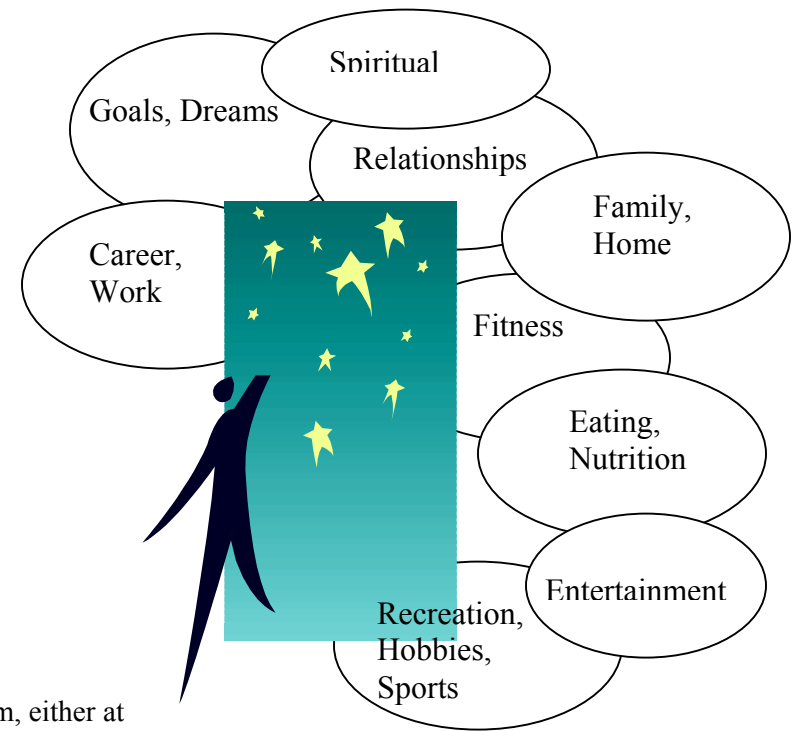 Spiritual
Goals, Dreams
Relationships
Family,
Home
Career,
Work
Fitness
Eating,
Nutrition
Entertainment
Recreation,
Hobbies,
Sports
either at